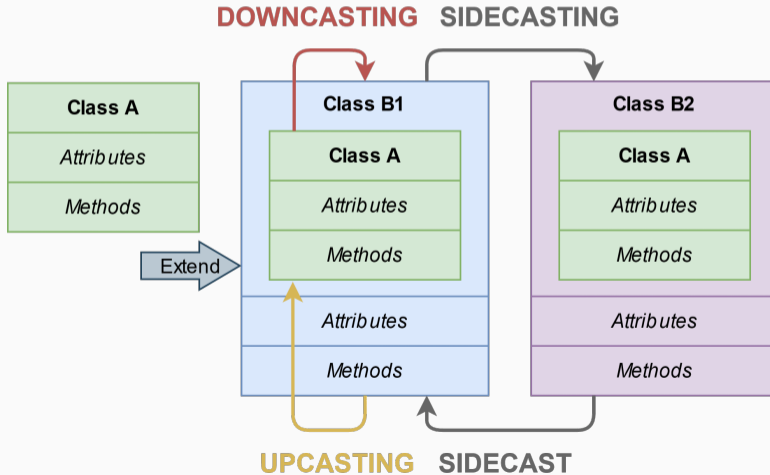 DOWNCASTING SIDECASTING
Class A
Attributes
Methods
Extend
Class B1
Class A
Attributes
Methods
Attributes
Methods
Class B2
Class A
Attributes
Methods
Attributes
Methods
UPCASTING SIDECAST